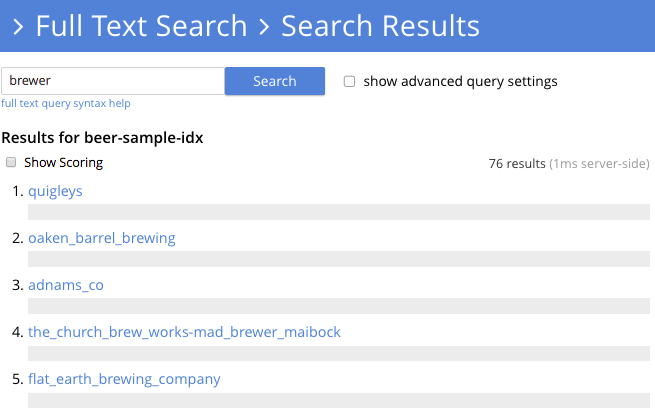 > Full Text Search > Search Results
brewer Search show advanced query settings
full text query syntax help
Results for beer-sample-idx
Show Scoring 76 results (1ms server-side)
1. quigleys
2. oaken_barrel_brewing
3. adnams_co
4. the_church_brew_works-mad_brewer_maibock
5. flat_earth_brewing_company